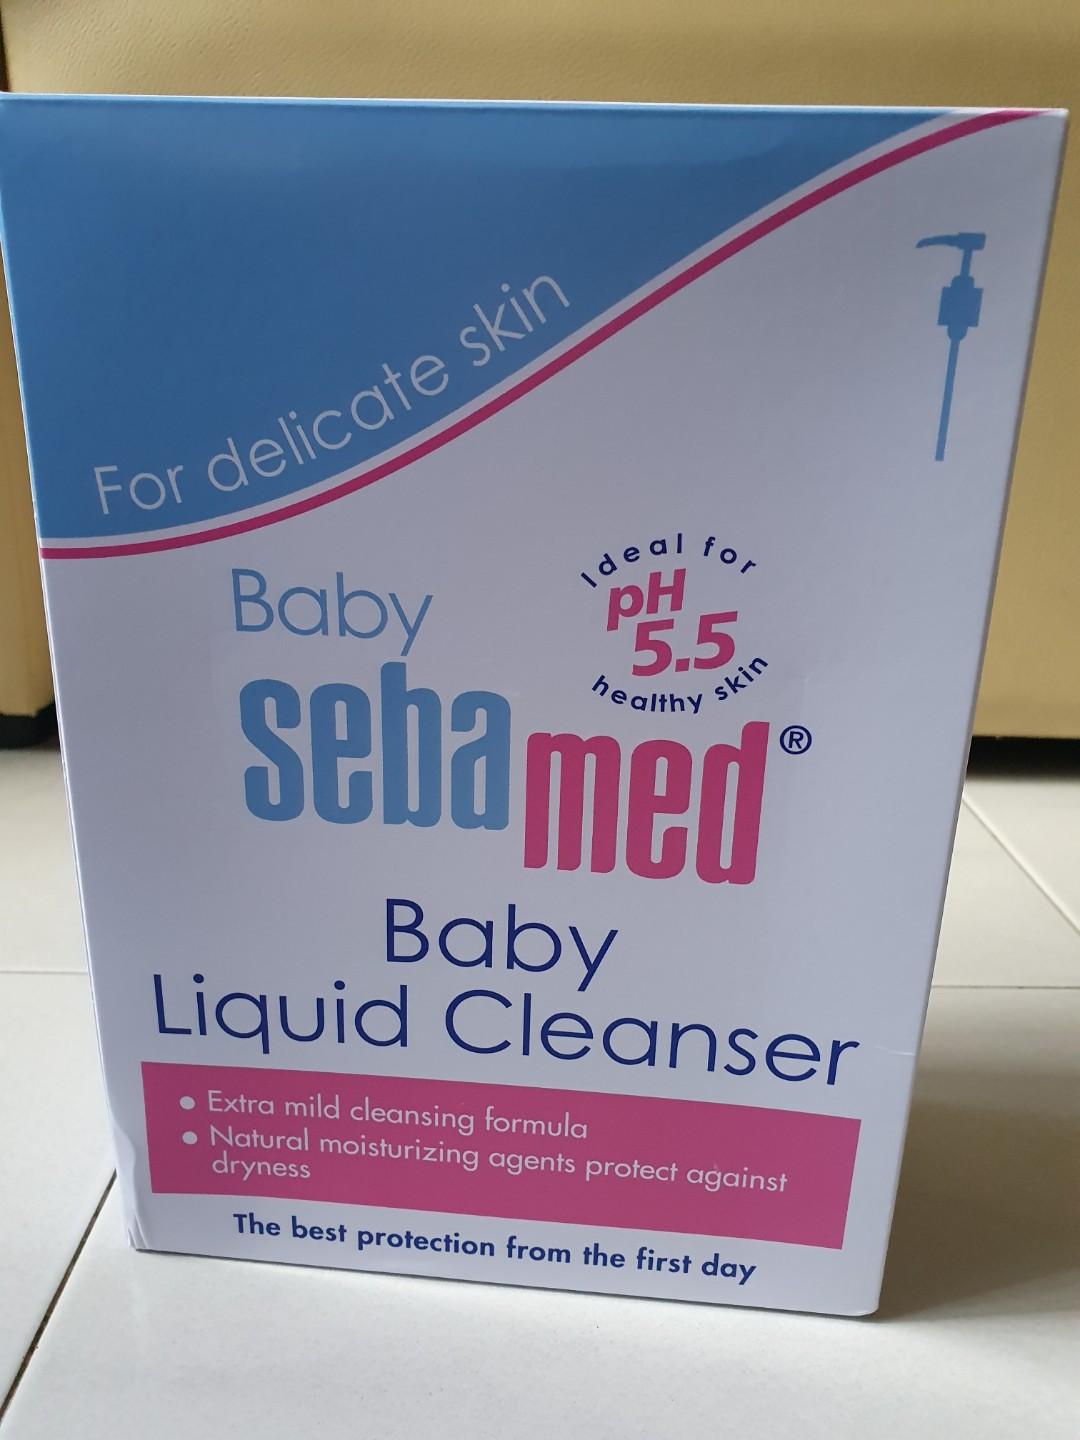 For delicate skin
Ideal for
pH
5.5
healthy skin
Baby
sebamed®
Baby
Liquid Cleanser
• Extra mild cleansing formula
• Natural moisturizing agents protect against
dryness
The best protection from the first day